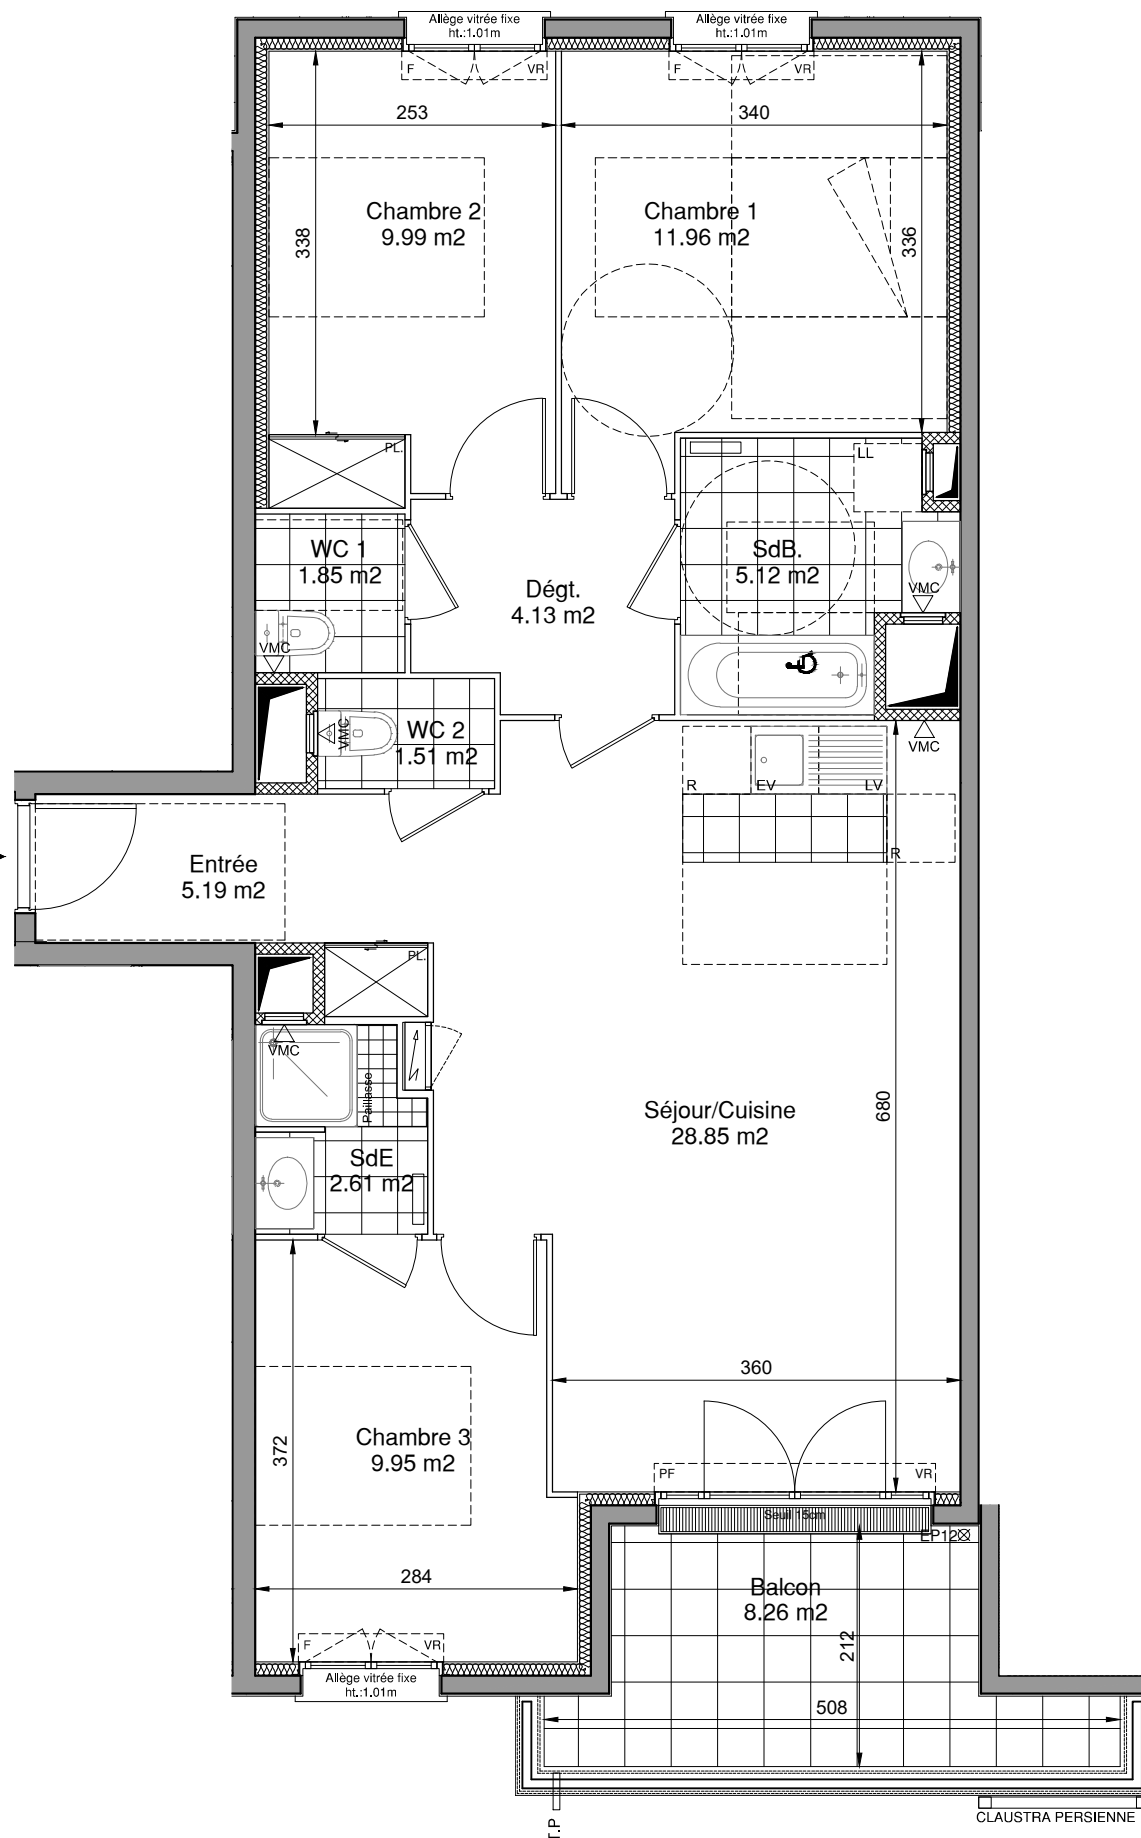 Allège vitrée fixe
ht.:1.01m
Allège vitrée fixe
ht.:1.01m
F
VR
F
VR
253
340
338
336
Chambre 2
9.99 m2
Chambre 1
11.96 m2
PL.
LL
WC 1
1.85 m2
SdB.
5.12 m2
Dégt.
4.13 m2
VMC
VMC
VMC
WC 2
1.51 m2
VMC
R
EV
LV
R
Entrée
5.19 m2
PL.
VMC
Paillasse
Séjour/Cuisine
28.85 m2
680
SdE
2.61 m2
360
372
Chambre 3
9.95 m2
PF
VR
Seuil 15cm
EP12
284
Balcon
8.26 m2
212
F
VR
Allège vitrée fixe
ht.:1.01m
508
CLAUSTRA PERSIENNE
T.P